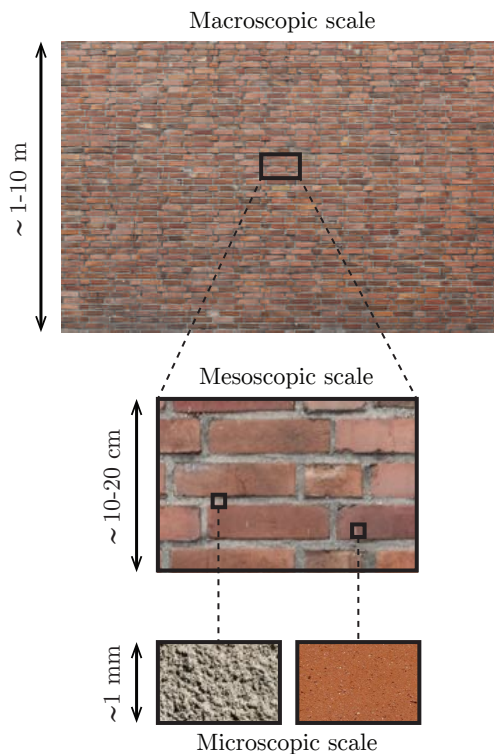 Macroscopic scale
~ 1-10 m
Mesoscopic scale
~ 10-20 cm
~1 mm
Microscopic scale